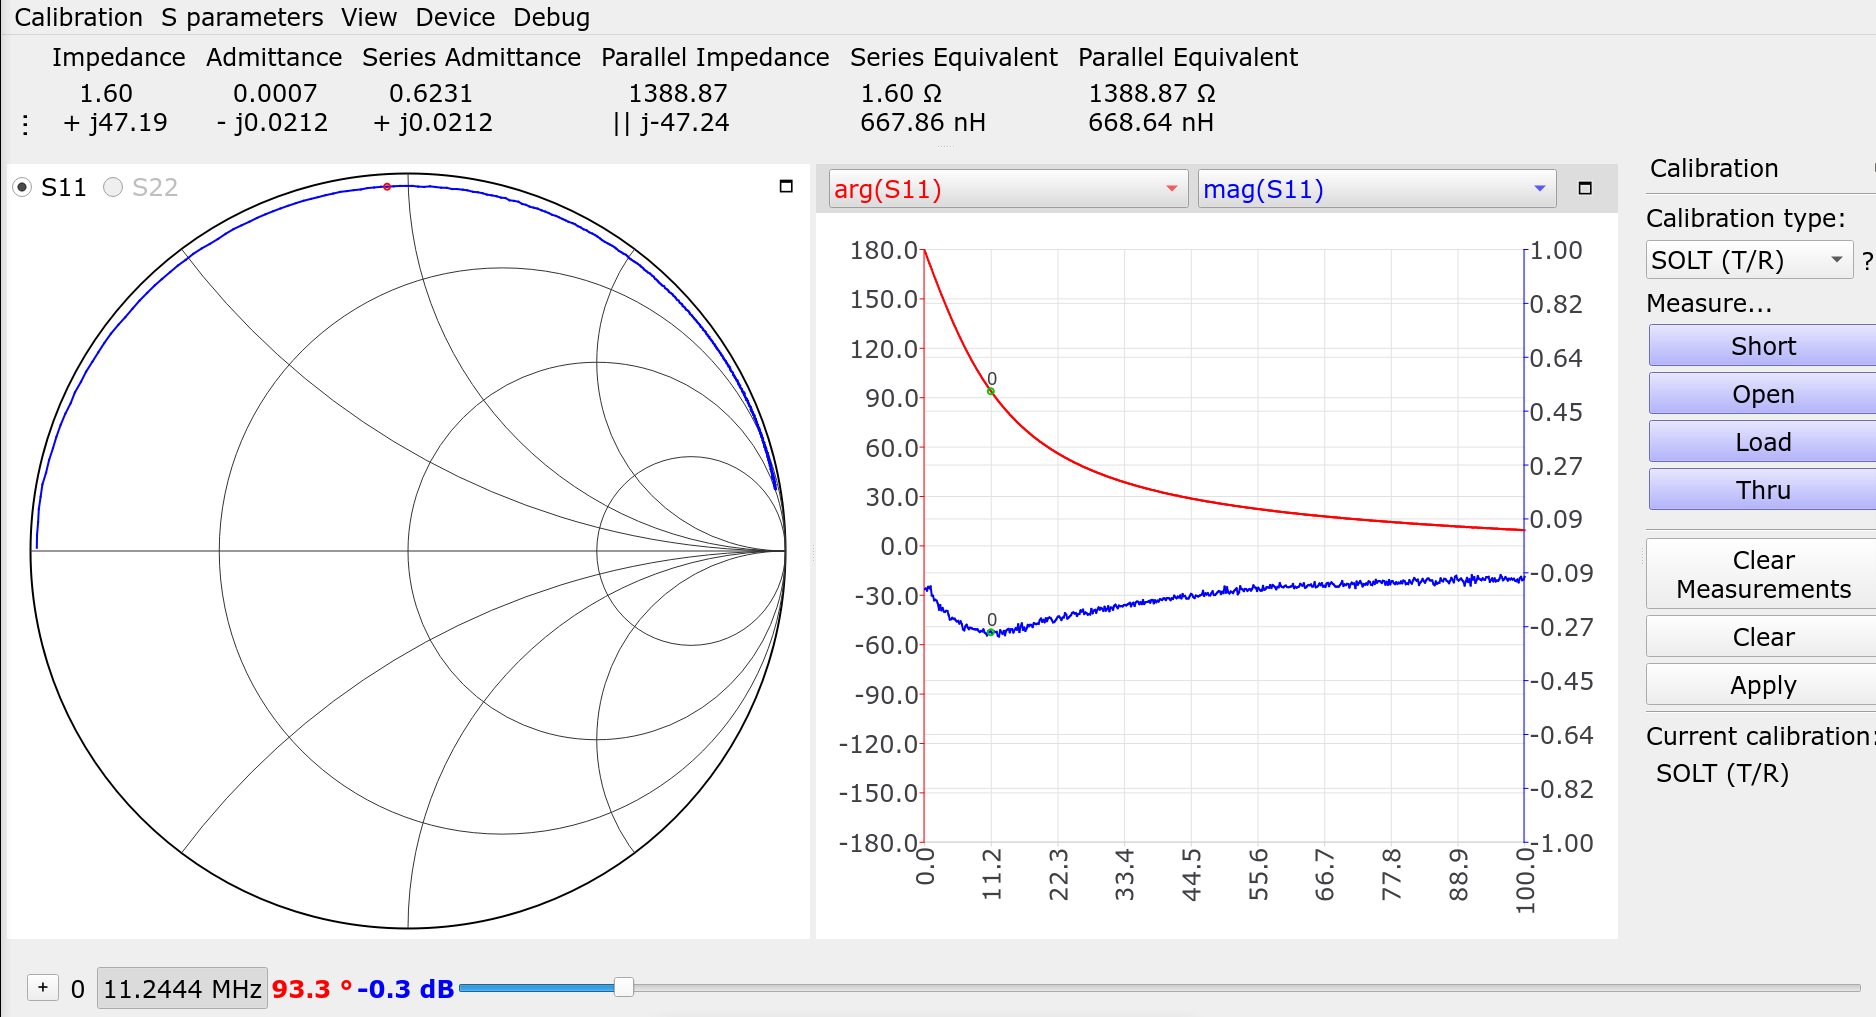 Calibration S parameters View Device Debug
Impedance Admittance Series Admittance Parallel Impedance Series Equivalent Parallel Equivalent
1.60 0.0007 0.6231 1388.87 1.60 Ω 1388.87 Ω
+ j47.19 - j0.0212 + j0.0212 || j-47.24 667.86 nH 668.64 nH
S11 S22
arg(S11) mag(S11)
180.0
150.0
120.0
90.0
60.0
30.0
0.0
-30.0
-60.0
-90.0
-120.0
-150.0
-180.0
0
0
1.00
0.82
0.64
0.45
0.27
0.09
-0.09
-0.27
-0.45
-0.64
-0.82
-1.00
0.0
11.2
22.3
33.4
44.5
55.6
66.7
77.8
88.9
100.0
Calibration
Calibration type:
SOLT (T/R) ?
Measure...
Short
Open
Load
Thru
Clear
Measurements
Clear
Apply
Current calibration:
SOLT (T/R)
+ 0 11.2444 MHz 93.3 ° -0.3 dB